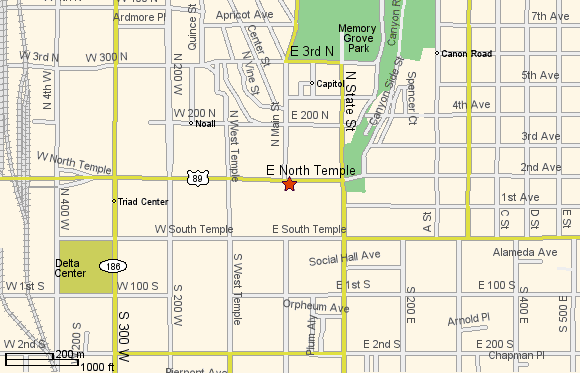 Ardmore Pl
Apricot Ave
Quince St
Center St
Memory
Grove
Park
Canyon R
7th Ave
W 3rd N
W 300 N
E 3rd N
N Vine St
Canon Road
N 200 W
Capitol
N State St
Canyon Side St
Spencer Ct
5th Ave
N 4th W
4th Ave
W 200 N
Noall
N Main St
E 200 N
N West Temple
3rd Ave
W North Temple
89
E North Temple
2nd Ave
N 400 W
Triad Center
1st Ave
A St
C St
D St
E St
W South Temple
E South Temple
Delta
Center
186
Social Hall Ave
Alameda Ave
W 1st S
W 100 S
S 200 W
S West Temple
E 1st S
E 100 S
Orpheum Ave
S 200 E
S 400 E
S 300 W
Plum Aly
Arnold Pl
W 2nd S
E 2nd S
E 200 S
Chapman Pl
200 m
1000 ft
Pierpont Ave